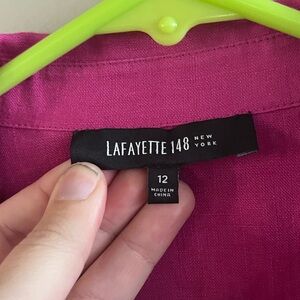 LAFAYETTE 148 NEW YORK
12
MADE IN
CHINA